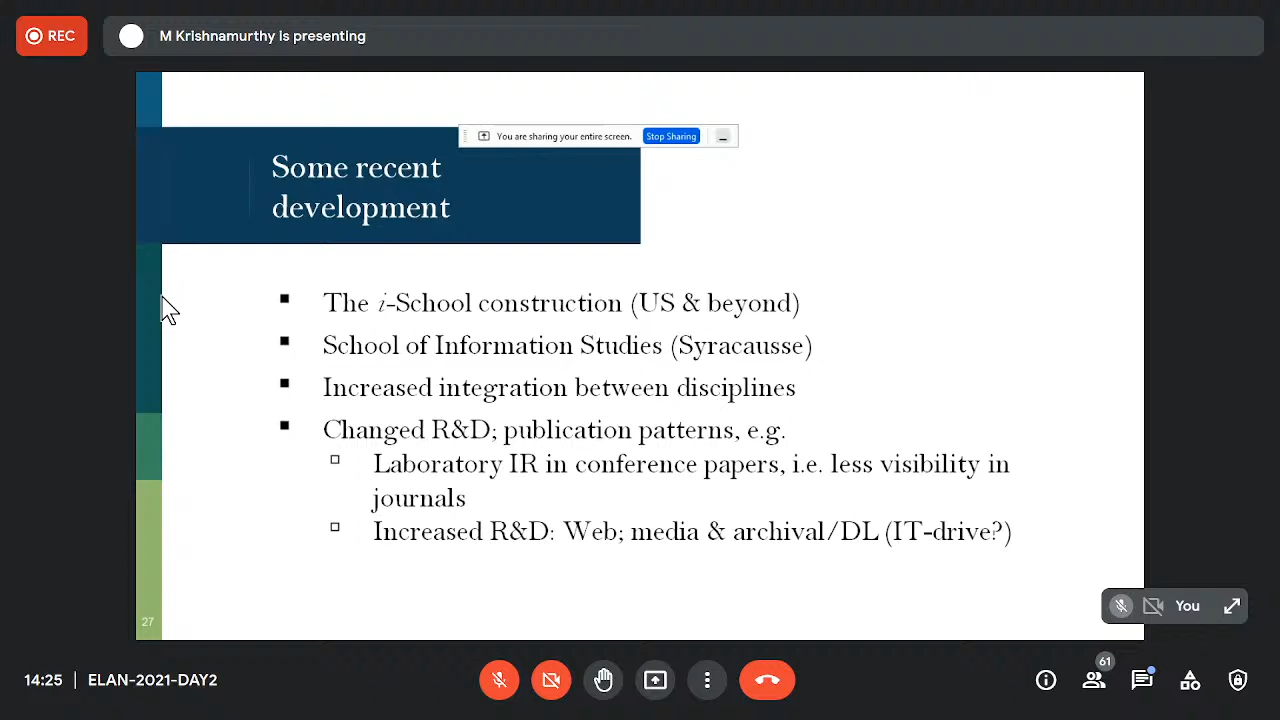 REC
M Krishnamurthy is presenting
You are sharing your entire screen.
Stop Sharing
Some recent
development
The i-School construction (US & beyond)
School of Information Studies (Syracausse)
Increased integration between disciplines
Changed R&D; publication patterns, e.g.
Laboratory IR in conference papers, i.e. less visibility in
journals
Increased R&D: Web; media & archival/DL (IT-drive?)
27
You
14:25 | ELAN-2021-DAY2
61